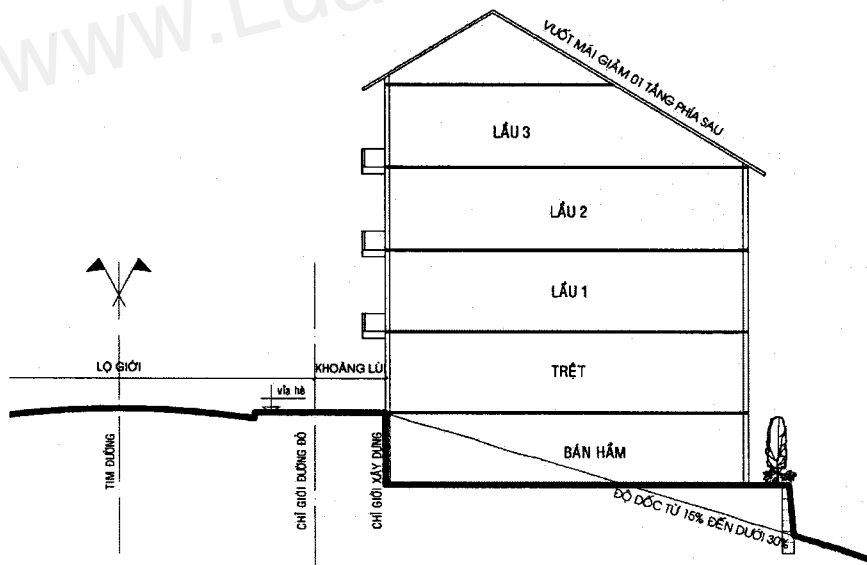 www.Lua
VUỐT MÁI GIẢM 01 TẦNG PHÍA SAU
LẦU 3
LẦU 2
LẦU 1
LỘ GIỚI
KHOẢNG LÙI
TRỆT
vỉa hè
BÁN HẦM
TIM ĐƯỜNG
CHỈ GIỚI ĐƯỜNG ĐỎ
CHỈ GIỚI XÂY DỰNG
ĐỘ DỐC TỪ 15% ĐẾN DƯỚI 30%